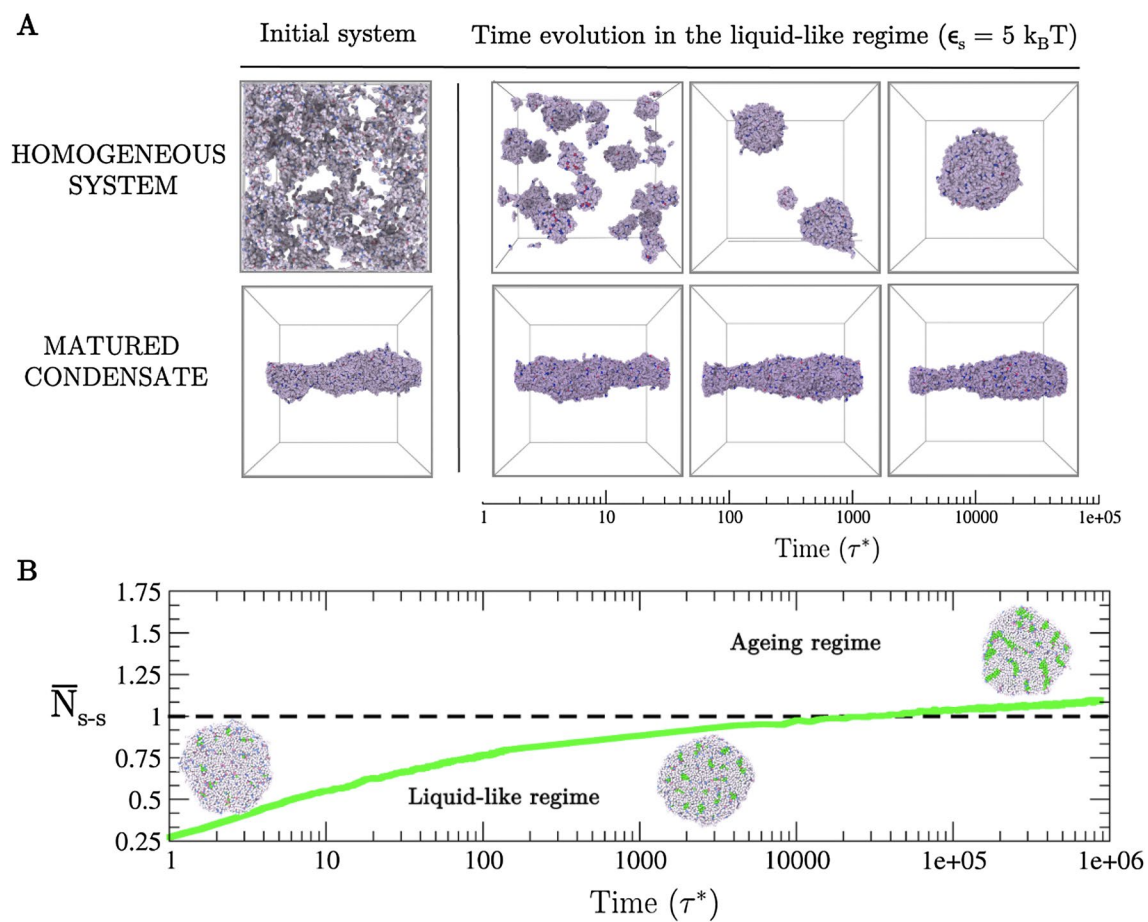 A
Initial system
Time evolution in the liquid-like regime (ϵs = 5 kBT)
HOMOGENEOUS
SYSTEM
MATURED
CONDENSATE
1 10 100 1000 10000 1e+05
Time (τ*)
B
1.75
1.5
1.25
1
0.75
0.5
0.25
N̅s-s
Ageing regime
Liquid-like regime
1 10 100 1000 10000 1e+05 1e+06
Time (τ*)